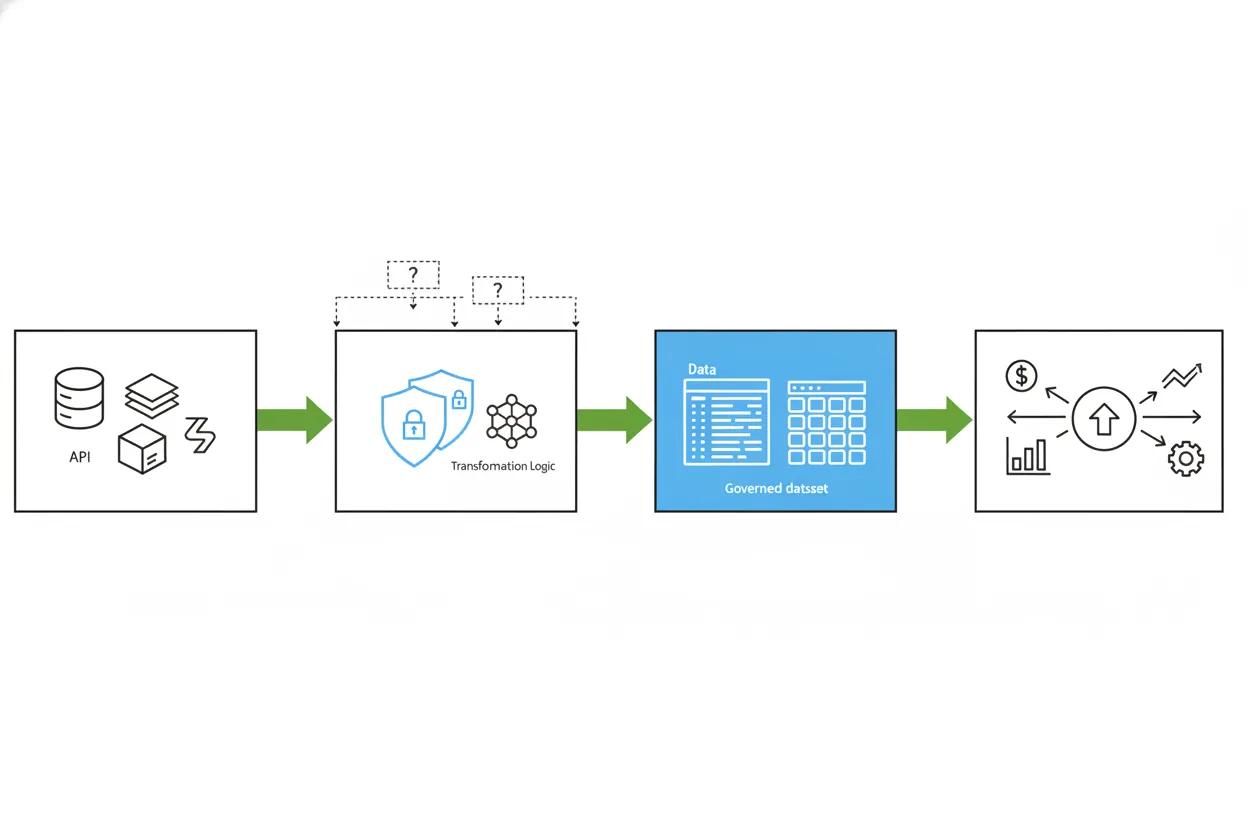 ?
?
API
Transfomation Logic
Data
Governed datsset
$